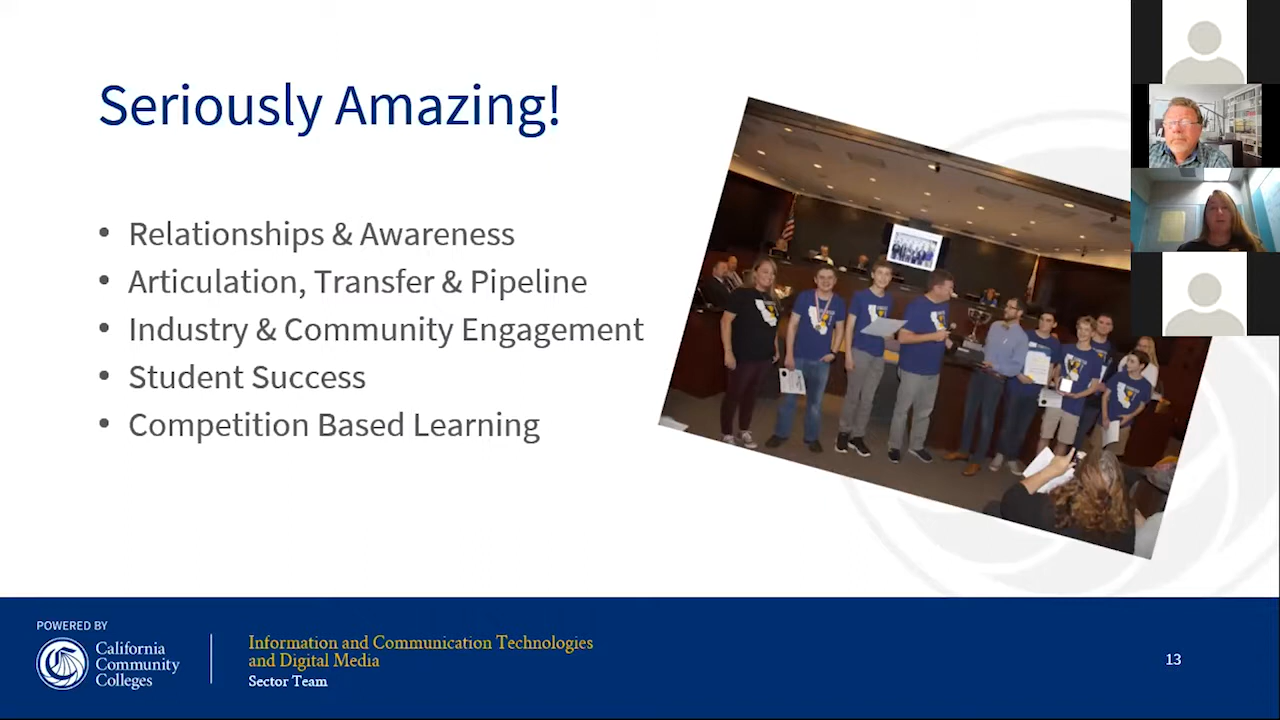 Seriously Amazing!
• Relationships & Awareness
• Articulation, Transfer & Pipeline
• Industry & Community Engagement
• Student Success
• Competition Based Learning
POWERED BY
California
Community
Colleges
Information and Communication Technologies
and Digital Media
Sector Team
13